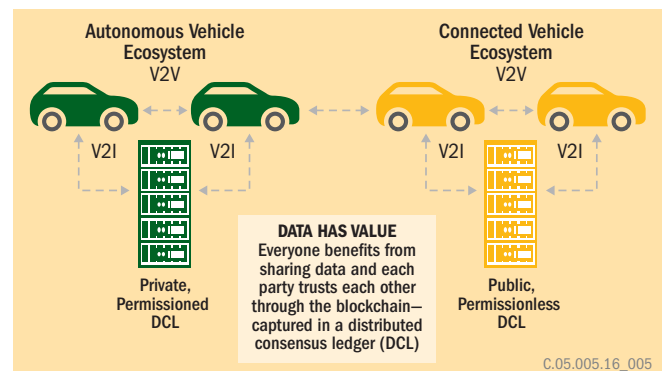 Autonomous Vehicle
Ecosystem
V2V
Connected Vehicle
Ecosystem
V2V
V2I
V2I
V2I
V2I
Private,
Permissioned
DCL
DATA HAS VALUE
Everyone benefits from
sharing data and each
party trusts each other
through the blockchain—
captured in a distributed
consensus ledger (DCL)
Public,
Permissionless
DCL
C.05.005.16_005